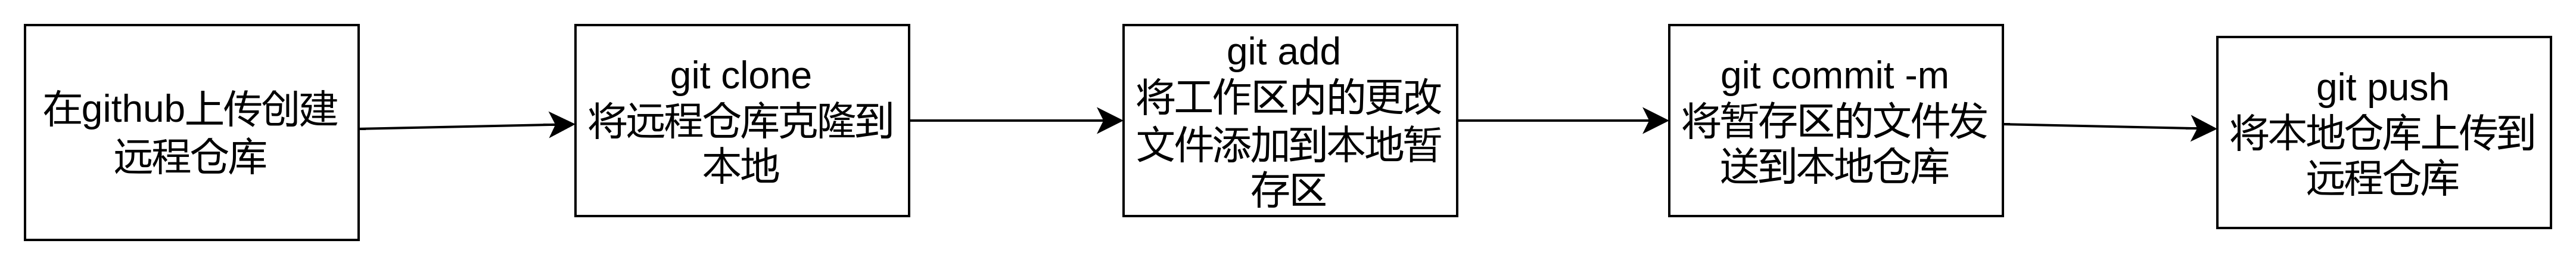 在github上传创建
远程仓库
git clone
将远程仓库克隆到
本地
git add
将工作区内的更改
文件添加到本地暂
存区
git commit -m
将暂存区的文件发
送到本地仓库
git push
将本地仓库上传到
远程仓库